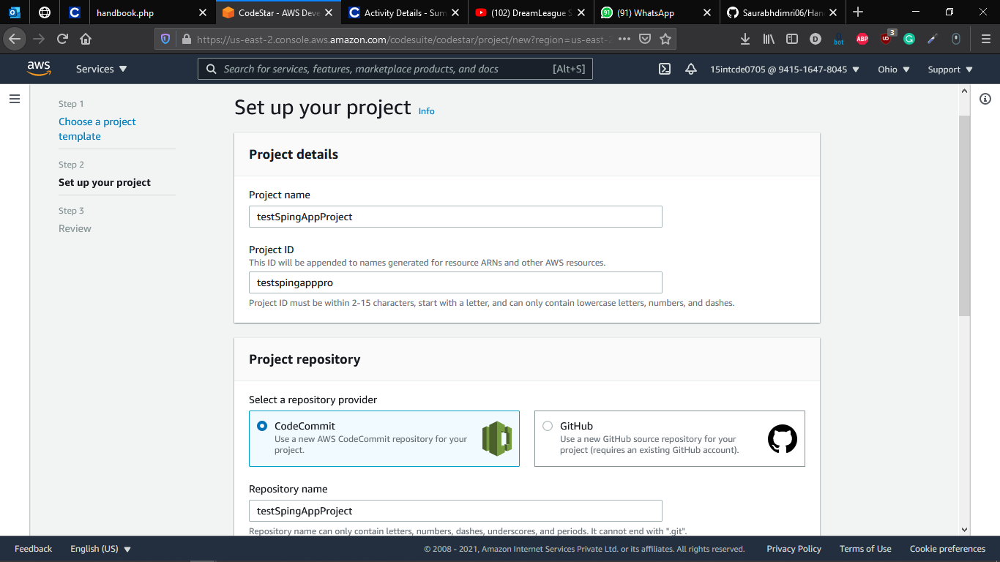 handbook.php
CodeStar - AWS Deve
Activity Details - Sum
(102) DreamLeague S
(91) WhatsApp
Saurabhdimri06/Han
https://us-east-2.console.aws.amazon.com/codesuite/codestar/project/new?region=us-east-2
3
bot
ABP
aws
Services
Search for services, features, marketplace products, and docs
[Alt+S]
15intcde0705 @ 9415-1647-8045
Ohio
Support
Step 1
Choose a project
template
Step 2
Set up your project
Step 3
Review
Set up your project Info
Project details
Project name
testSpingAppProject
Project ID
This ID will be appended to names generated for resource ARNs and other AWS resources.
testspingapppro
Project ID must be within 2-15 characters, start with a letter, and can only contain lowercase letters, numbers, and dashes.
Project repository
Select a repository provider
CodeCommit
Use a new AWS CodeCommit repository for your
project.
GitHub
Use a new GitHub source repository for your
project (requires an existing GitHub account).
Repository name
testSpingAppProject
Repository name can only contain letters, numbers, dashes, underscores, and periods. It cannot end with ".git".
Feedback
English (US)
© 2008 - 2021, Amazon Internet Services Private Ltd. or its affiliates. All rights reserved.
Privacy Policy
Terms of Use
Cookie preferences